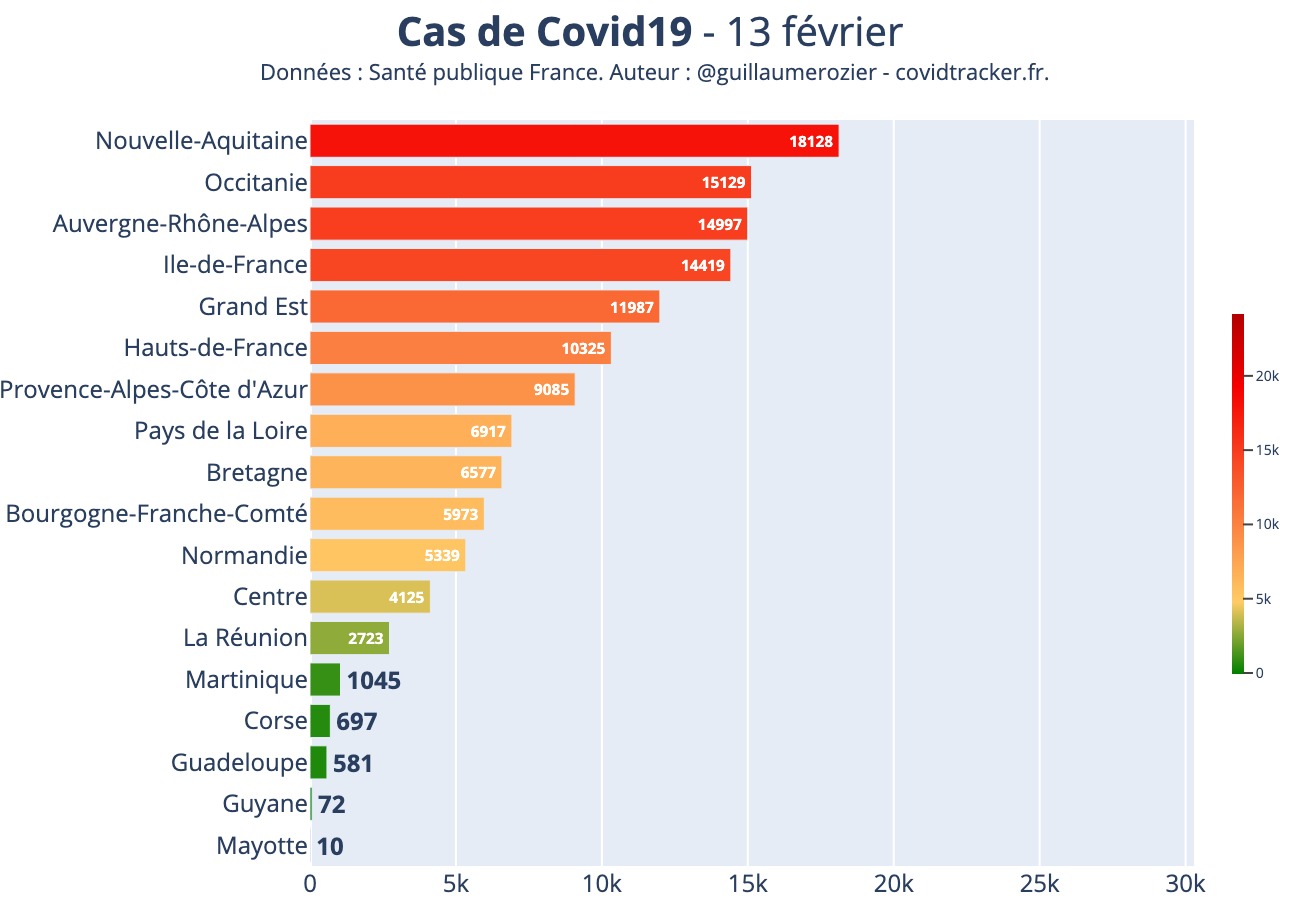 Cas de Covid19 - 13 février
Données : Santé publique France. Auteur : @guillaumerozier - covidtracker.fr.
Nouvelle-Aquitaine 18128
Occitanie 15129
Auvergne-Rhône-Alpes 14997
Ile-de-France 14419
Grand Est 11987
Hauts-de-France 10325
Provence-Alpes-Côte d'Azur 9085
Pays de la Loire 6917
Bretagne 6577
Bourgogne-Franche-Comté 5973
Normandie 5339
Centre 4125
La Réunion 2723
Martinique 1045
Corse 697
Guadeloupe 581
Guyane 72
Mayotte 10
0 5k 10k 15k 20k 25k 30k
20k
15k
10k
5k
0